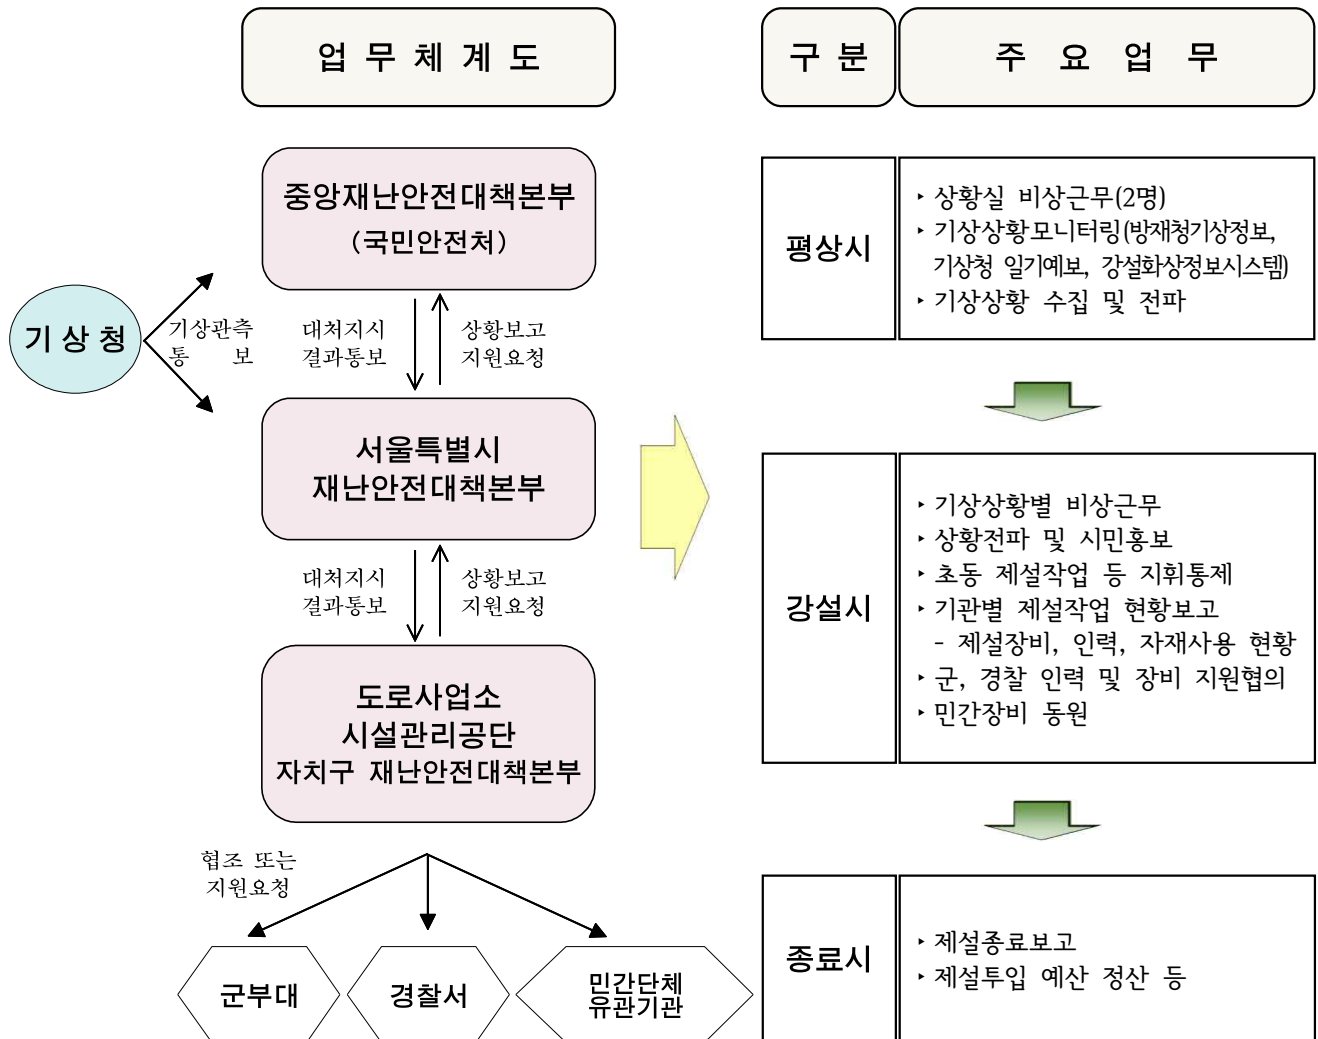 업 무 체 계 도
중앙재난안전대책본부
(국민안전처)
기 상 청
기상관측
통 보
대처지시
결과통보
상황보고
지원요청
서울특별시
재난안전대책본부
대처지시
결과통보
상황보고
지원요청
도로사업소
시설관리공단
자치구 재난안전대책본부
협조 또는
지원요청
군부대
경찰서
민간단체
유관기관
구 분
주 요 업 무
평상시
‣ 상황실 비상근무(2명)
‣ 기상상황모니터링(방재청기상정보,
기상청 일기예보, 강설화상정보시스템)
‣ 기상상황 수집 및 전파
강설시
‣ 기상상황별 비상근무
‣ 상황전파 및 시민홍보
‣ 초동 제설작업 등 지휘통제
‣ 기관별 제설작업 현황보고
- 제설장비, 인력, 자재사용 현황
‣ 군, 경찰 인력 및 장비 지원협의
‣ 민간장비 동원
종료시
‣ 제설종료보고
‣ 제설투입 예산 정산 등